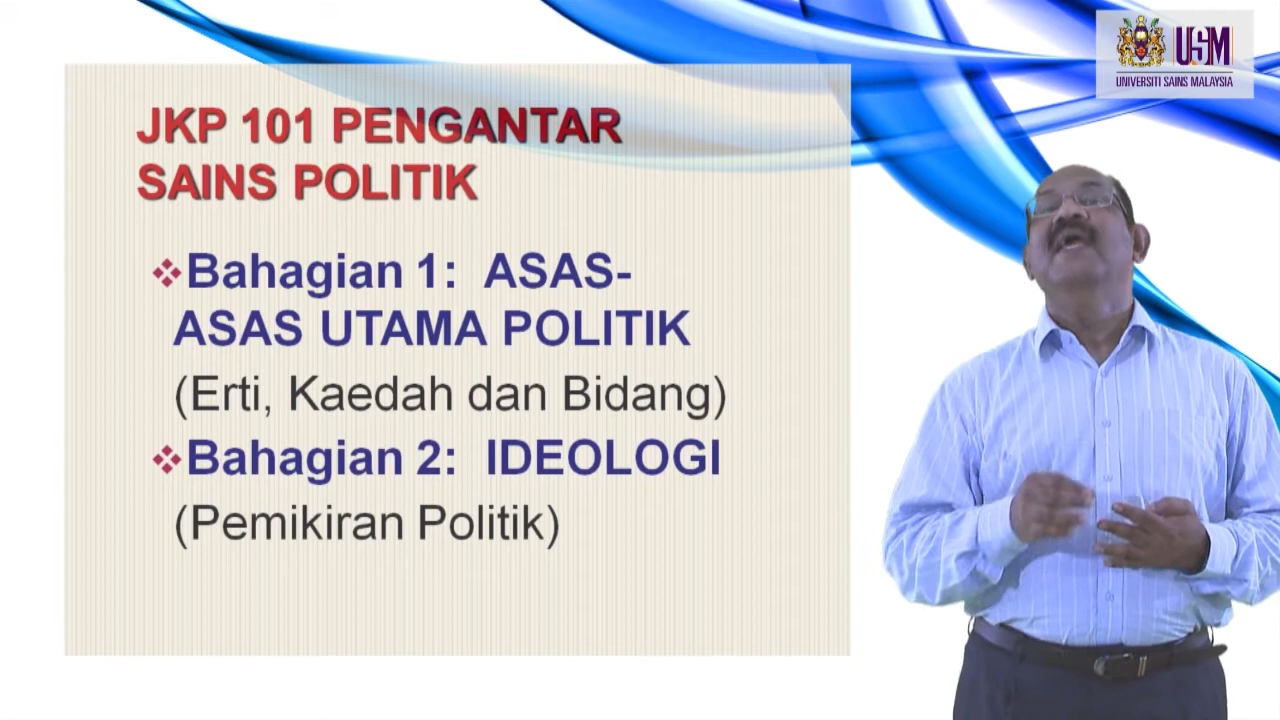 USM
UNIVERSITI SAINS MALAYSIA
JKP 101 PENGANTAR
SAINS POLITIK
Bahagian 1: ASAS-
ASAS UTAMA POLITIK
(Erti, Kaedah dan Bidang)
Bahagian 2: IDEOLOGI
(Pemikiran Politik)